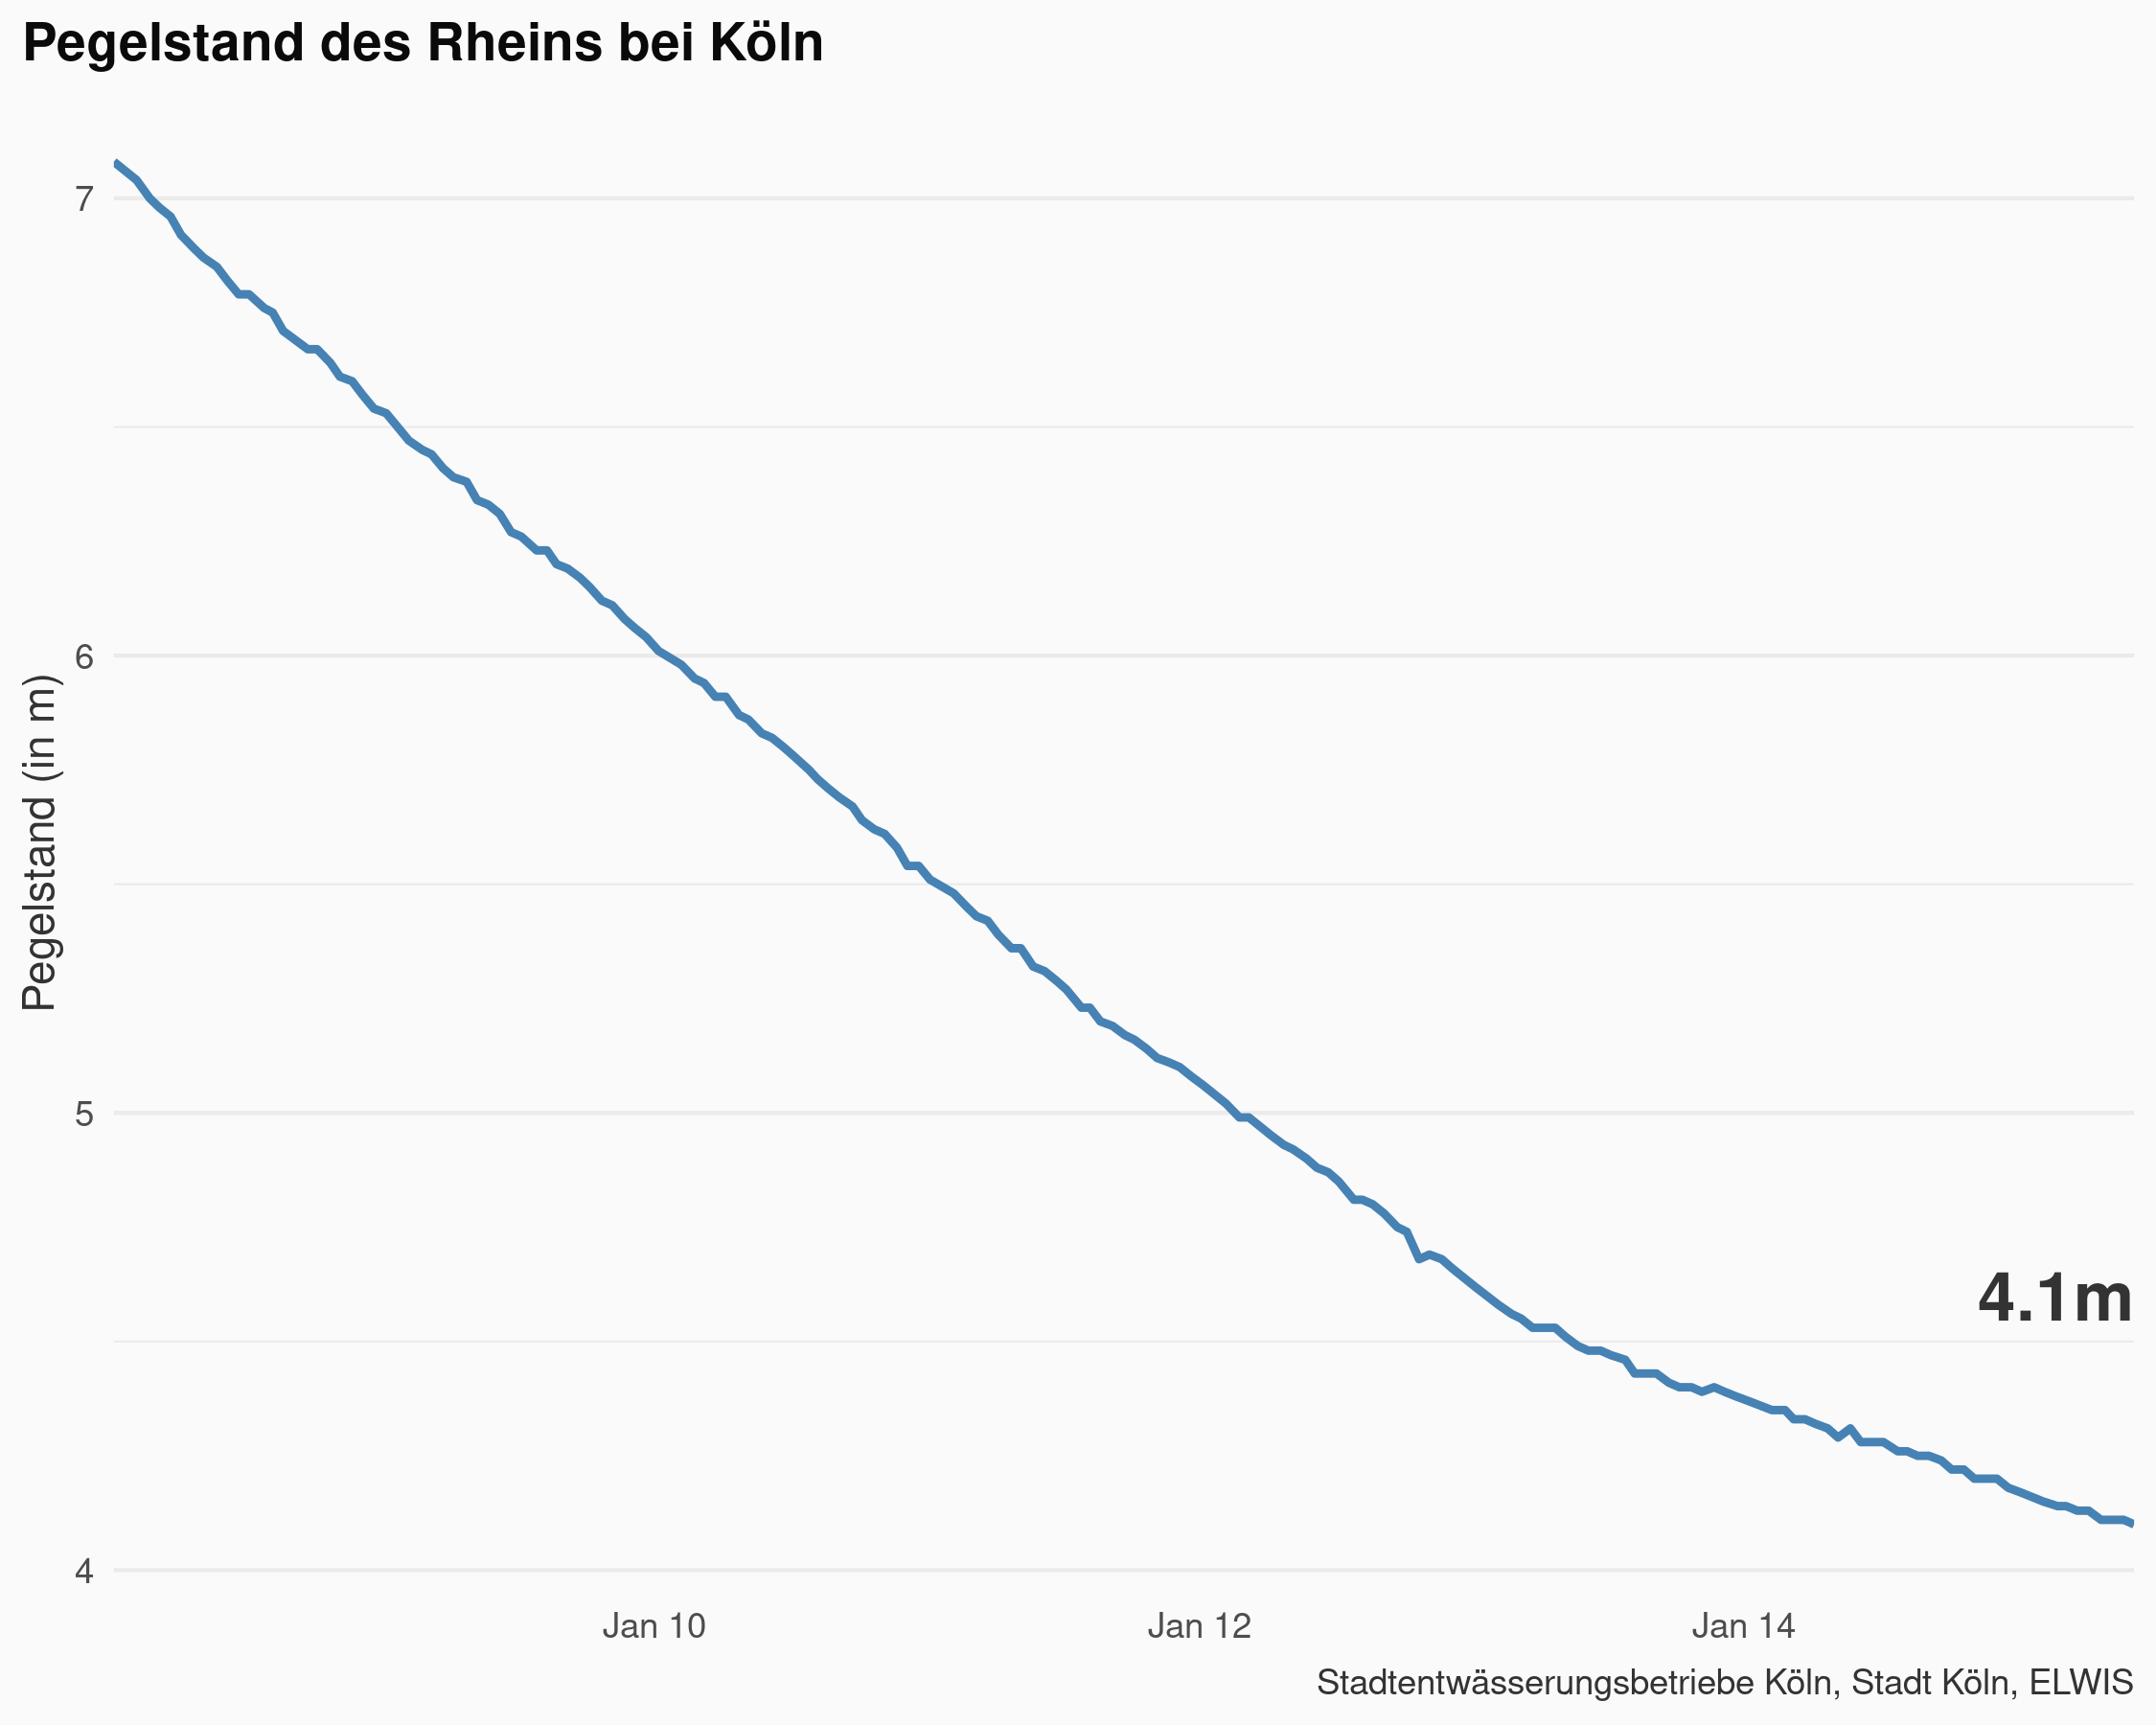 Pegelstand des Rheins bei Köln
Pegelstand (in m)
7
6
5
4
4.1m
Jan 10
Jan 12
Jan 14
Stadtentwässerungsbetriebe Köln, Stadt Köln, ELWIS